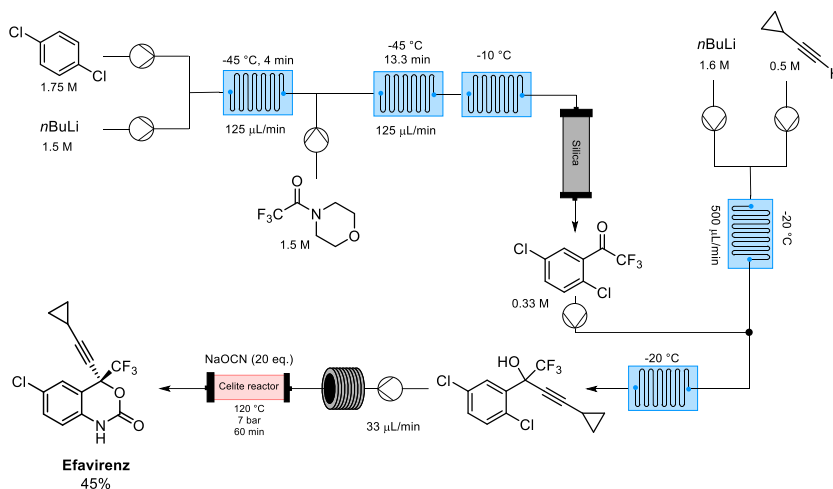 Cl
Cl
1.75 M
nBuLi
1.5 M
-45 °C, 4 min
125 µL/min
O
F3C
N
O
1.5 M
-45 °C
13.3 min
125 µL/min
-10 °C
Silica
nBuLi
1.6 M
0.5 M
H
-20 °C
500 µL/min
Cl
O
CF3
Cl
0.33 M
-20 °C
HO
CF3
Cl
Cl
33 µL/min
NaOCN (20 eq.)
Celite reactor
120 °C
7 bar
60 min
CF3
Cl
O
N
H
O
Efavirenz
45%